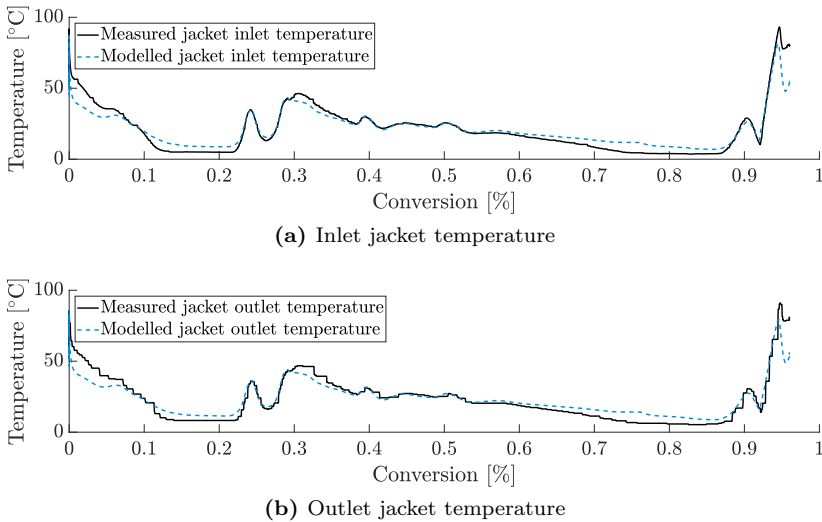 100
Measured jacket inlet temperature
Modelled jacket inlet temperature
50
0
Temperature [°C]
0 0.1 0.2 0.3 0.4 0.5 0.6 0.7 0.8 0.9 1
Conversion [%]
(a) Inlet jacket temperature
100
Measured jacket outlet temperature
Modelled jacket outlet temperature
50
0
Temperature [°C]
0 0.1 0.2 0.3 0.4 0.5 0.6 0.7 0.8 0.9 1
Conversion [%]
(b) Outlet jacket temperature